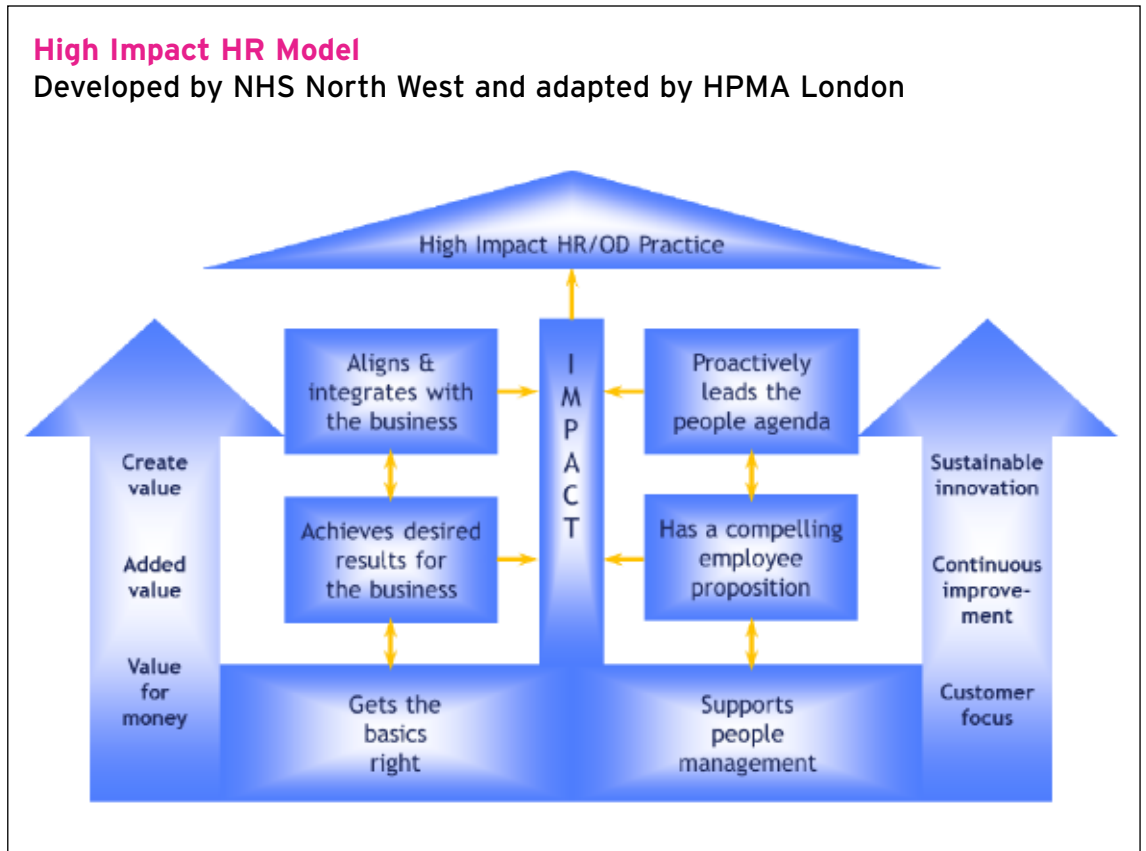 High Impact HR Model
Developed by NHS North West and adapted by HPMA London
High Impact HR/OD Practice
Create
value
Added
value
Value
for
money
Aligns &
integrates with
the business
Achieves desired
results for
the business
Gets the
basics
right
I
M
P
A
C
T
Proactively
leads the
people agenda
Has a compelling
employee
proposition
Supports
people
management
Sustainable
innovation
Continuous
improve-
ment
Customer
focus